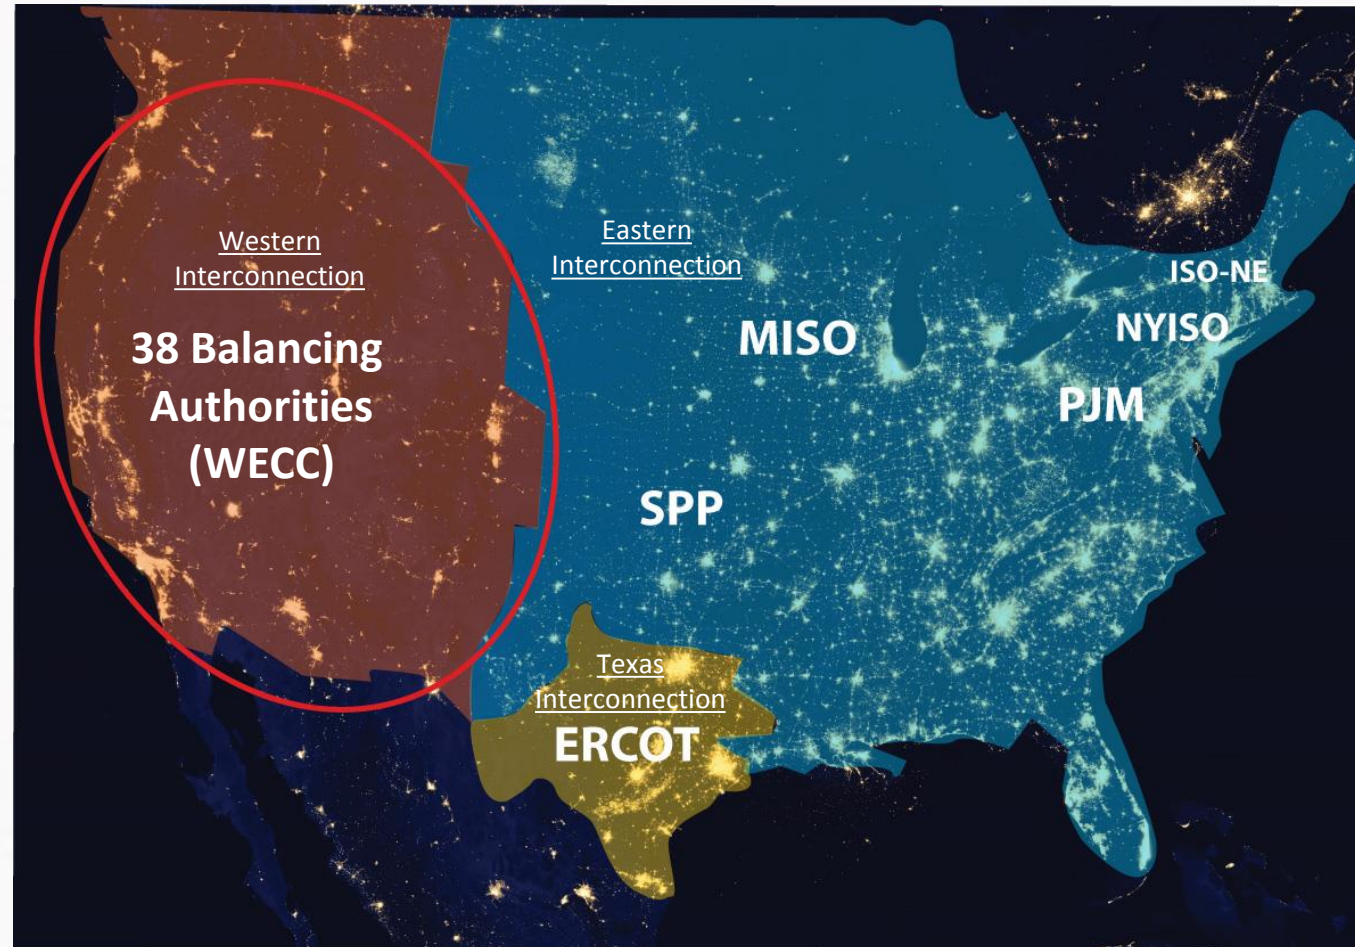 Western
Interconnection
38 Balancing
Authorities
(WECC)
Eastern
Interconnection
MISO
SPP
ISO-NE
NYISO
PJM
Texas
Interconnection
ERCOT